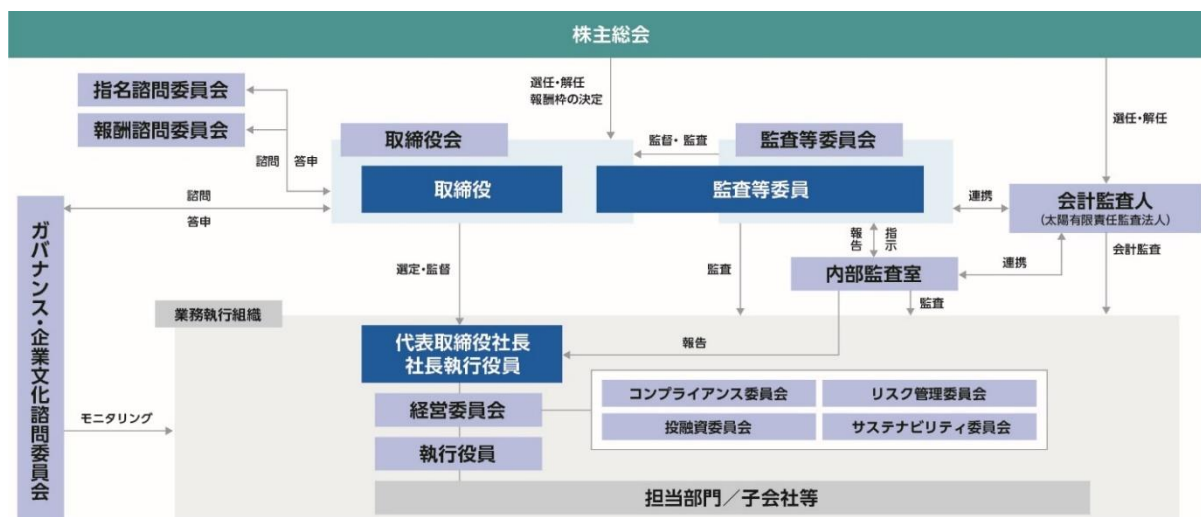 株主総会
指名諮問委員会
報酬諮問委員会
諮問
答申
選任・解任
報酬枠の決定
選任・解任
取締役会
監督・監査
監査等委員会
取締役
監査等委員
諮問
答申
連携
会計監査人
(太陽有限責任監査法人)
ガバナンス・企業文化諮問委員会
選定・監督
監査
報告
指示
内部監査室
連携
会計監査
監査
業務執行組織
代表取締役社長
社長執行役員
報告
モニタリング
経営委員会
コンプライアンス委員会
リスク管理委員会
投融資委員会
サステナビリティ委員会
執行役員
担当部門/子会社等